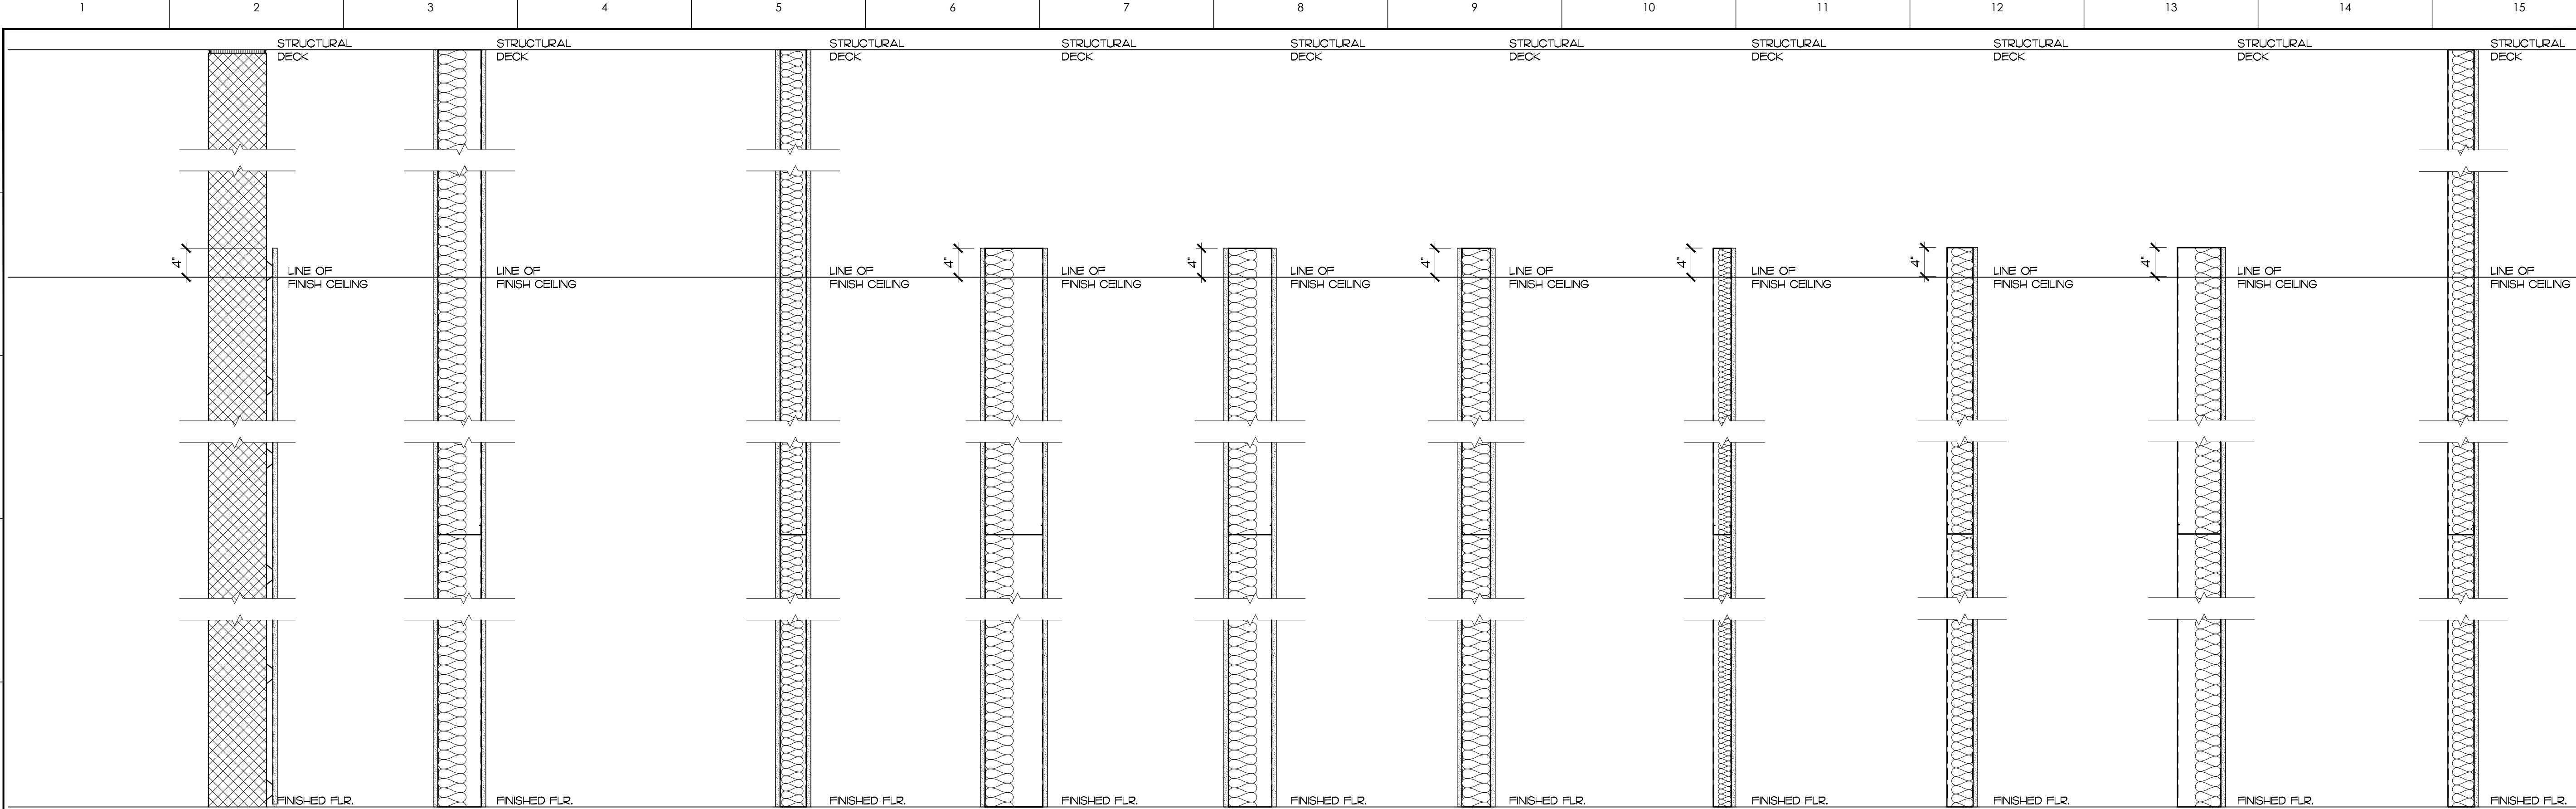 1 2 3 4 5 6 7 8 9 10 11 12 13 14 15
STRUCTURAL STRUCTURAL STRUCTURAL STRUCTURAL STRUCTURAL STRUCTURAL STRUCTURAL STRUCTURAL STRUCTURAL STRUCTURAL
DECK DECK DECK DECK DECK DECK DECK DECK DECK DECK
4" 4" 4" 4" 4" 4" 4"
LINE OF LINE OF LINE OF LINE OF LINE OF LINE OF LINE OF LINE OF LINE OF LINE OF
FINISH CEILING FINISH CEILING FINISH CEILING FINISH CEILING FINISH CEILING FINISH CEILING FINISH CEILING FINISH CEILING FINISH CEILING FINISH CEILING
FINISHED FLR. FINISHED FLR. FINISHED FLR. FINISHED FLR. FINISHED FLR. FINISHED FLR. FINISHED FLR. FINISHED FLR. FINISHED FLR. FINISHED FLR.